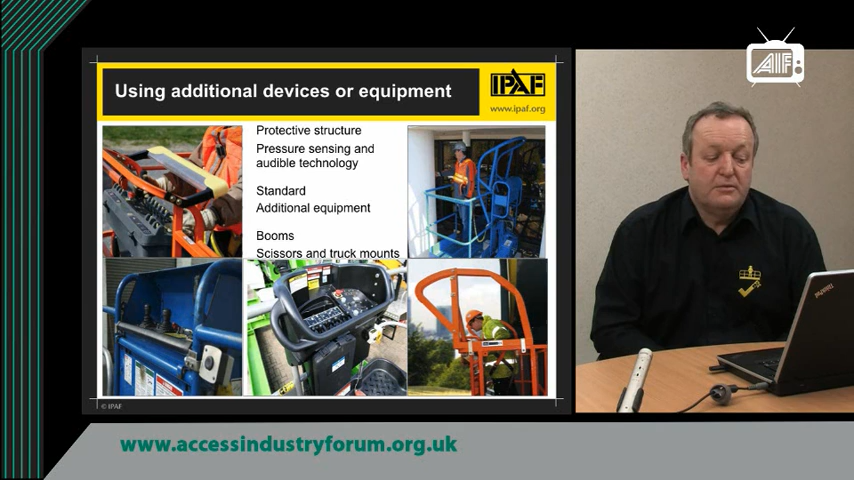 Using additional devices or equipment
IPAF
www.ipaf.org
AIF
Protective structure
Pressure sensing and
audible technology
Standard
Additional equipment
Booms
Scissors and truck mounts
© IPAF
www.accessindustryforum.org.uk